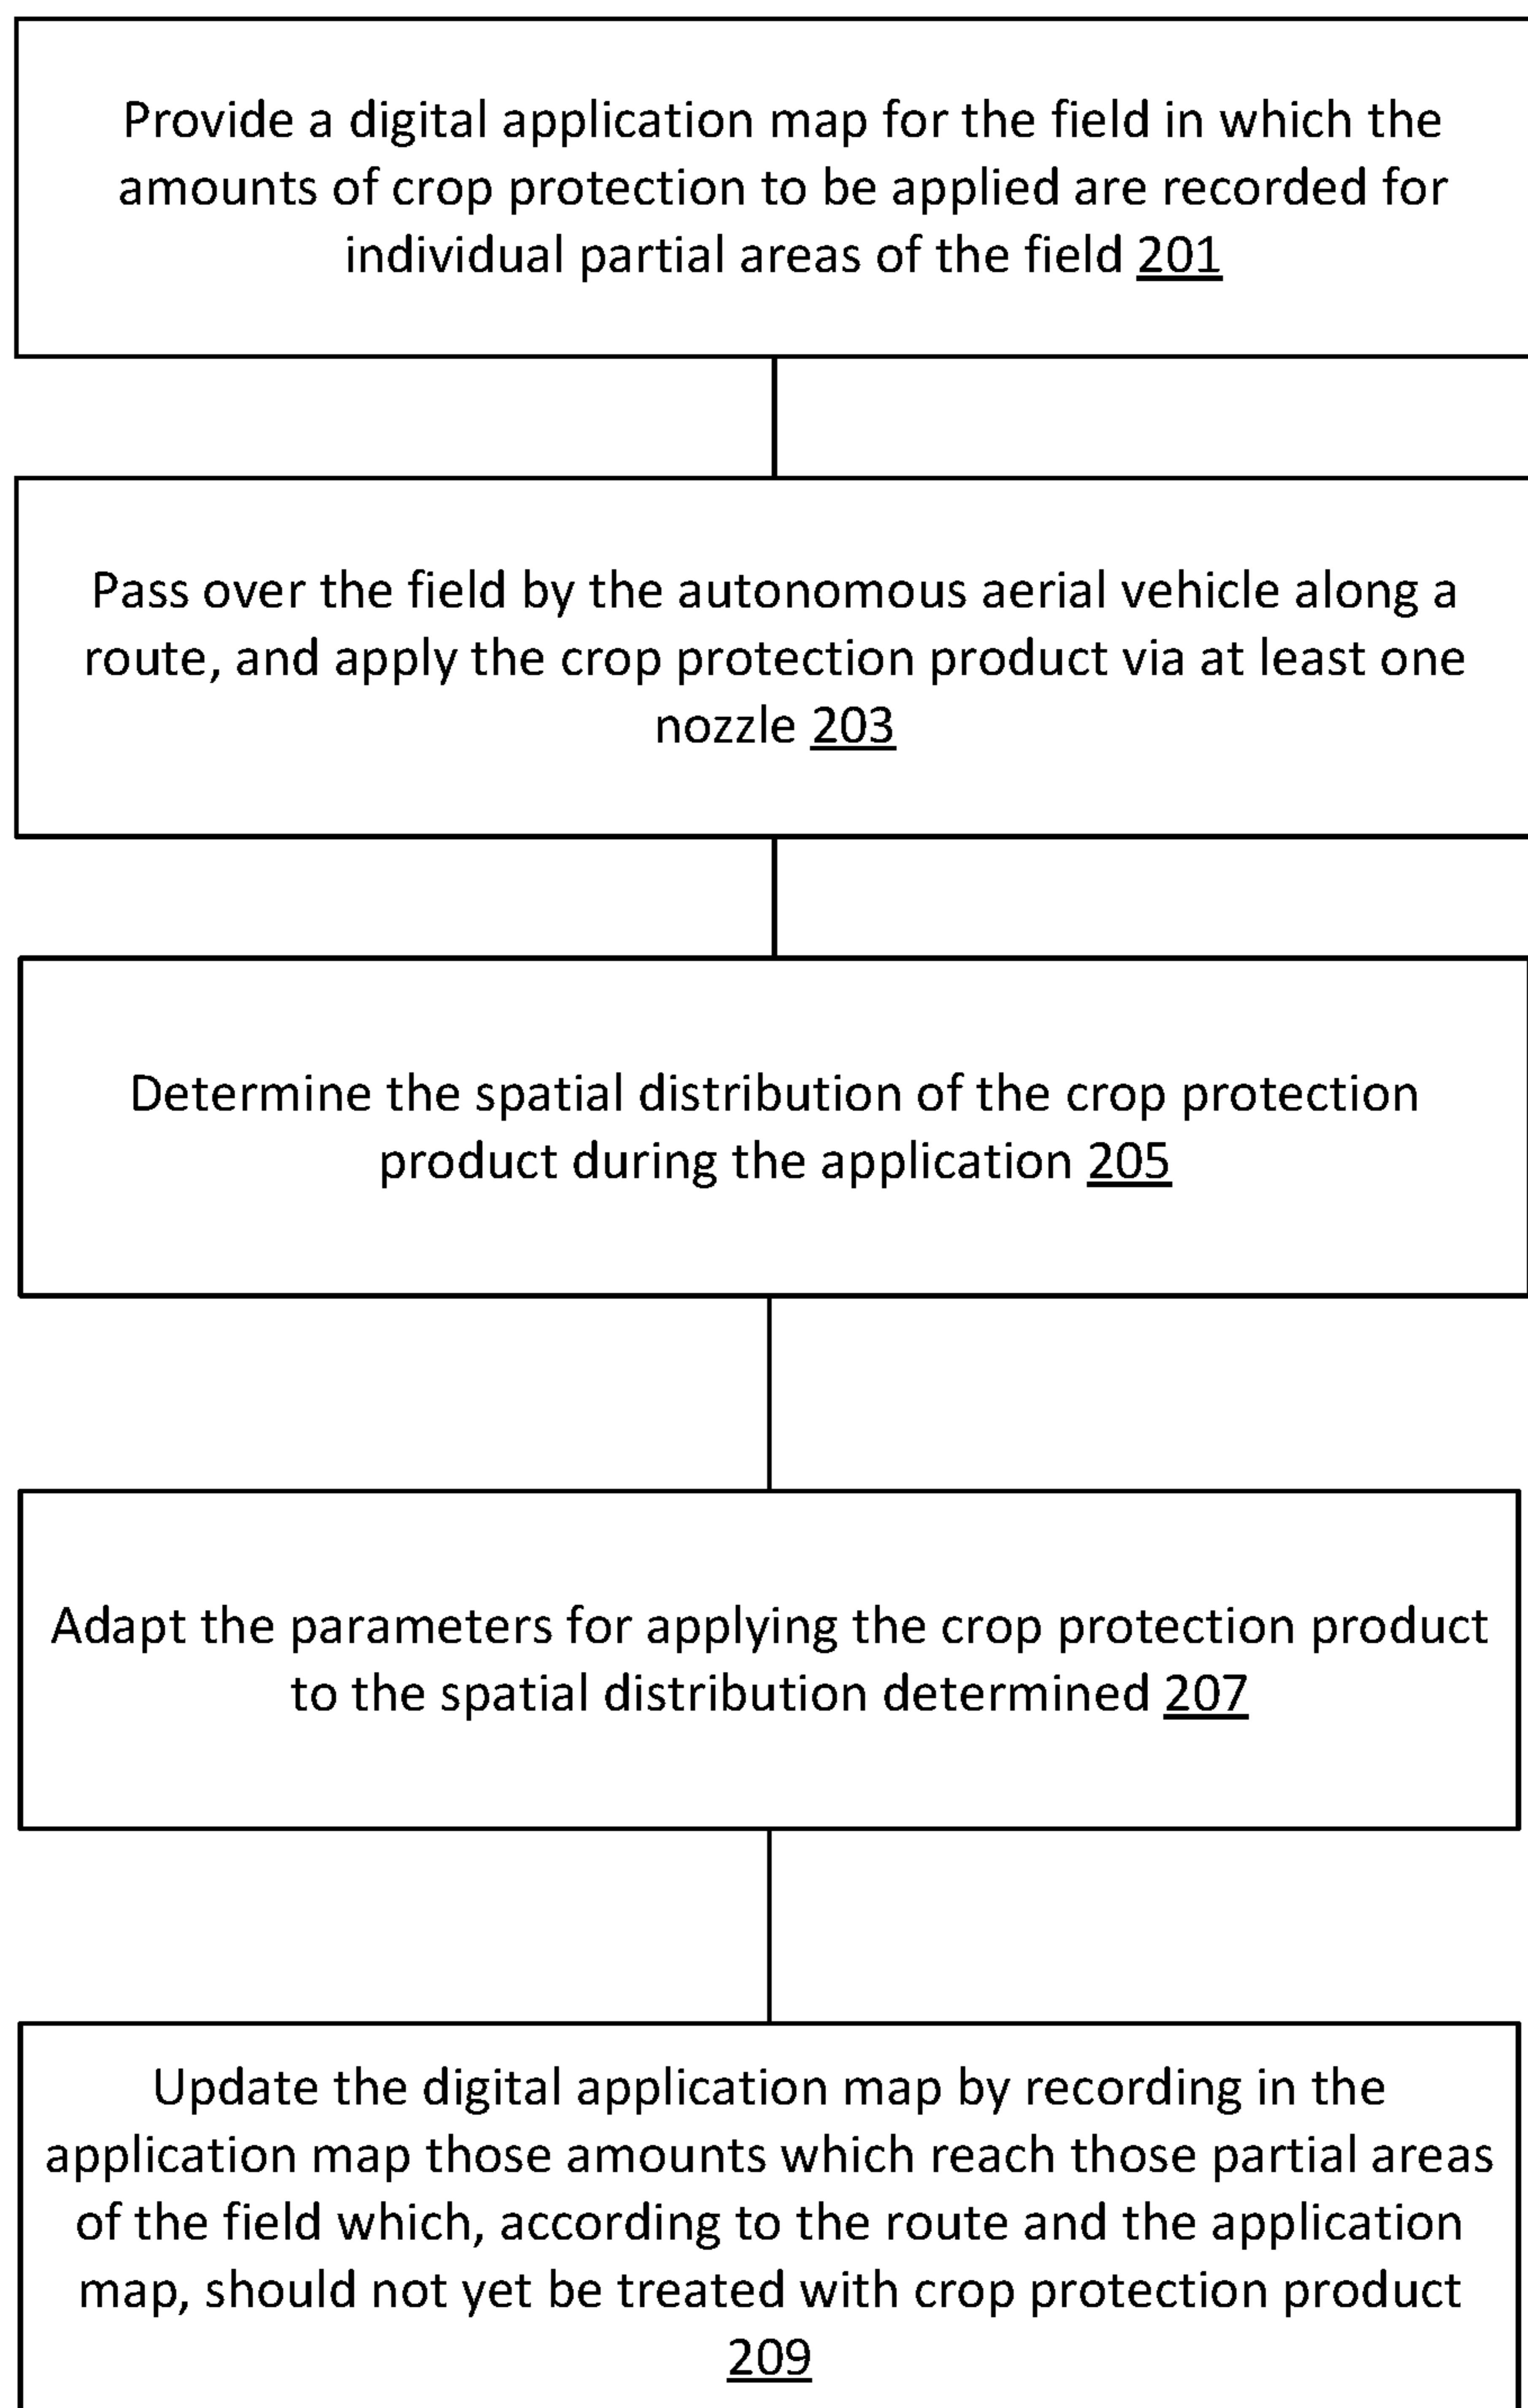 Provide a digital application map for the field in which the
amounts of crop protection to be applied are recorded for
individual partial areas of the field 201
Pass over the field by the autonomous aerial vehicle along a
route, and apply the crop protection product via at least one
nozzle 203
Determine the spatial distribution of the crop protection
product during the application 205
Adapt the parameters for applying the crop protection product
to the spatial distribution determined 207
Update the digital application map by recording in the
application map those amounts which reach those partial areas
of the field which, according to the route and the application
map, should not yet be treated with crop protection product
209